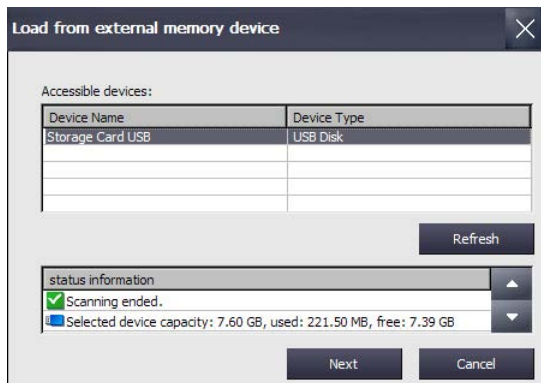 Load from external memory device
Accessible devices:
Device Name Device Type
Storage Card USB USB Disk
Refresh
status information
Scanning ended.
Selected device capacity: 7.60 GB, used: 221.50 MB, free: 7.39 GB
Next Cancel